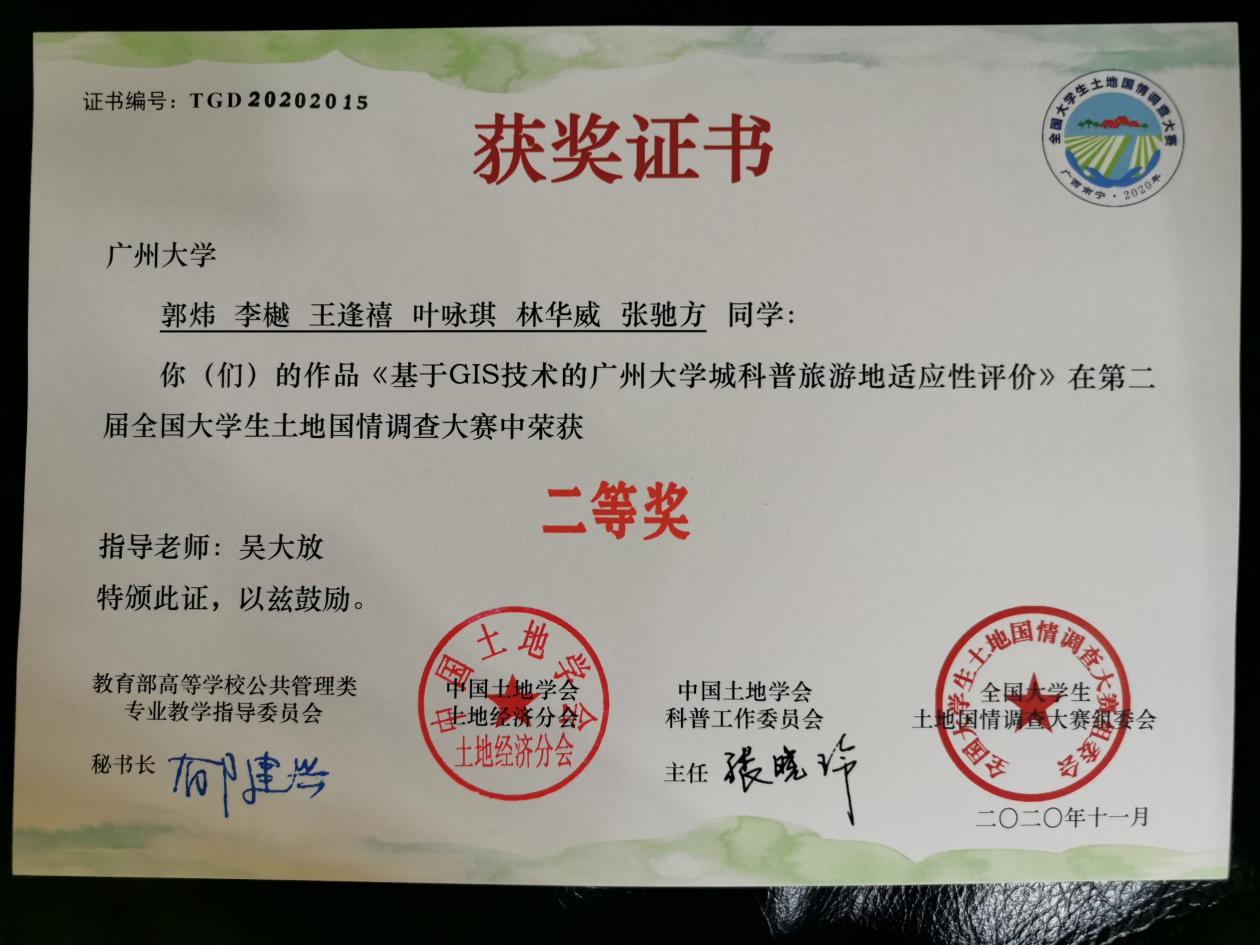 证书编号：TGD20202015
全国大学生土地国情调查大赛
广西南宁·2020年
获奖证书
广州大学
郭炜 李樾 王逢禧 叶咏琪 林华威 张驰方 同学：
你（们）的作品《基于GIS技术的广州大学城科普旅游地适应性评价》在第二
届全国大学生土地国情调查大赛中荣获
二等奖
指导老师：吴大放
特颁此证，以兹鼓励。
教育部高等学校公共管理类
专业教学指导委员会
秘书长 郁建兴
中国土地学会
土地经济分会
中国土地学会
土地经济分会
中国土地学会
科普工作委员会
主任 张晓玲
全国大学生
土地国情调查大赛组委会
全国大学生土地国情调查大赛组委会
二〇二〇年十一月